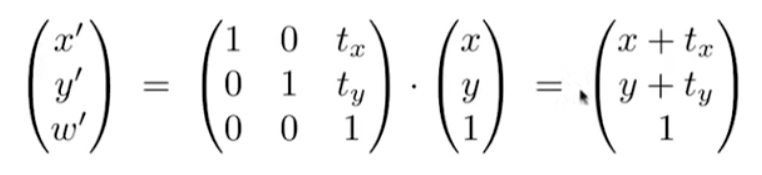 (x′ y′ w′) = (1 0 t_x; 0 1 t_y; 0 0 1) · (x y 1) = (x + t_x; y + t_y; 1)